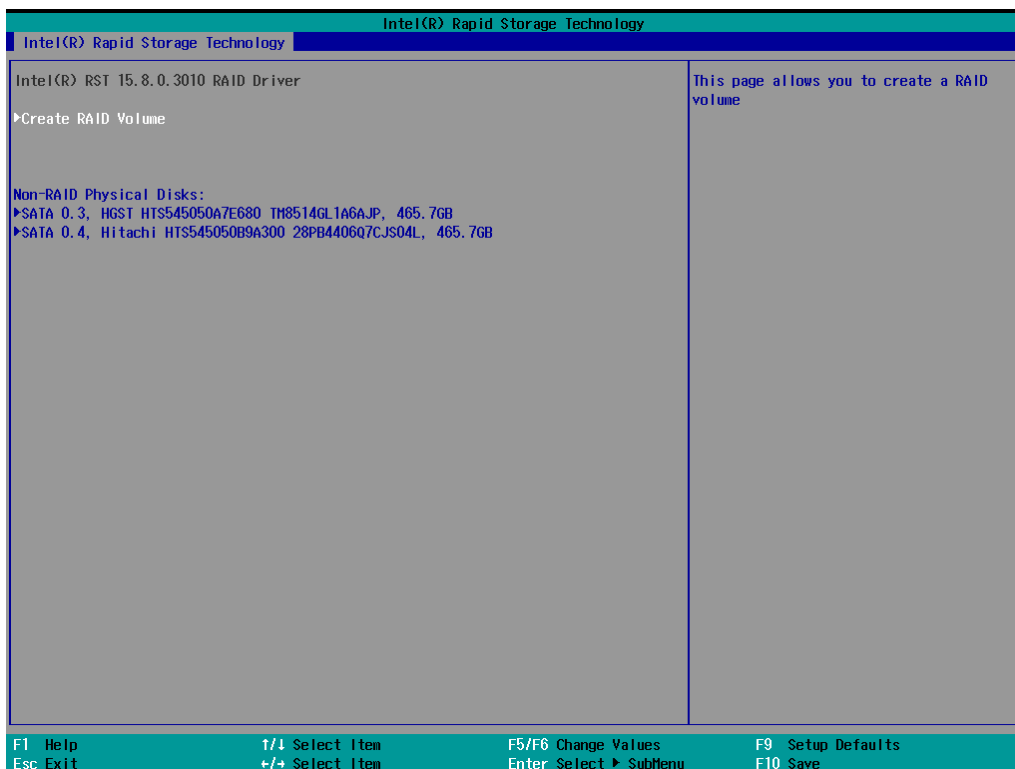 Intel(R) Rapid Storage Technology
Intel(R) Rapid Storage Technology
Intel(R) RST 15.8.0.3010 RAID Driver
▶Create RAID Volume
Non-RAID Physical Disks:
▶SATA 0.3, HGST HTS545050A7E680 TM8514GL1A6AJP, 465.7GB
▶SATA 0.4, Hitachi HTS545050B9A300 28PB4406Q7CJS04L, 465.7GB
This page allows you to create a RAID
volume
F1 Help ↑/↓ Select Item F5/F6 Change Values F9 Setup Defaults
Esc Exit ←/→ Select Item Enter Select ▶ SubMenu F10 Save